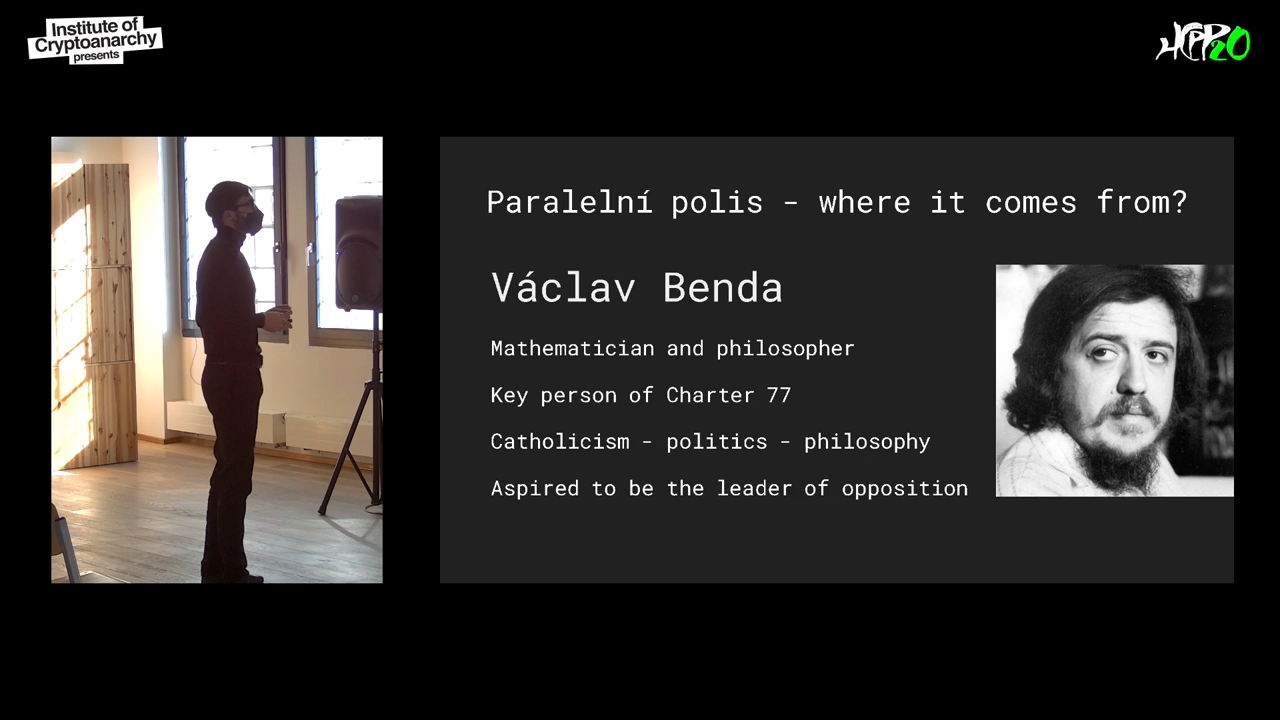 Institute of
Cryptoanarchy
presents
HCPP20
Paralelní polis - where it comes from?
Václav Benda
Mathematician and philosopher
Key person of Charter 77
Catholicism - politics - philosophy
Aspired to be the leader of opposition